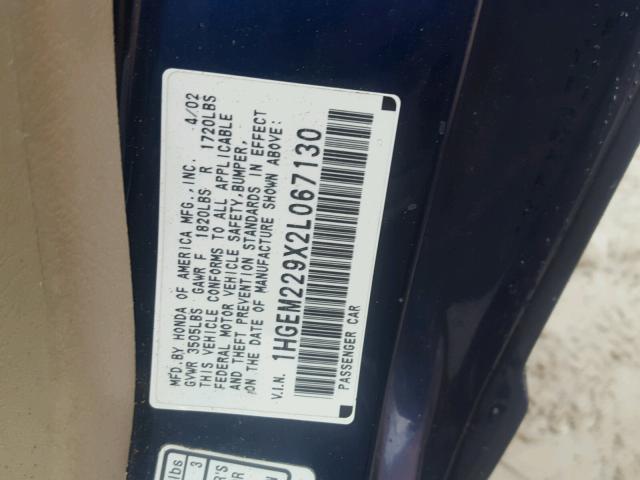 MFD.BY HONDA OF AMERICA MFG.,INC. 4/02
GVWR 3505LBS GAWR F 1820LBS R 1720LBS
THIS VEHICLE CONFORMS TO ALL APPLICABLE
FEDERAL MOTOR VEHICLE SAFETY,BUMPER,
AND THEFT PREVENTION STANDARDS IN EFFECT
ON THE DATE OF MANUFACTURE SHOWN ABOVE:
V.I.N. 1HGEM229X2L067130
PASSENGER CAR
lbs
3
R'S